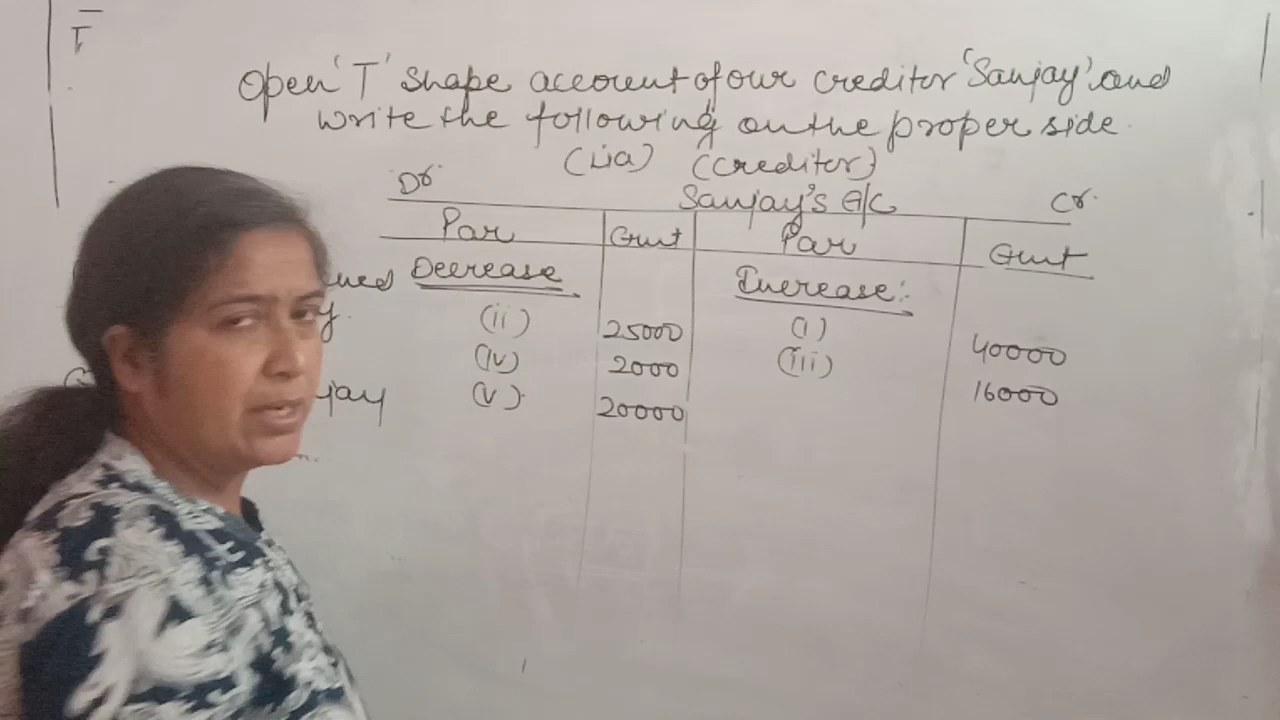 Open 'T' shape account of our creditor 'Sanjay' and
write the following on the proper side.
(Lia) (creditor)
Dr. Sanjay's A/C Cr.
Par Amt Par Amt
Decrease Increase:
(ii) 25000 (i) 40000
(iv) 2000 (iii) 16000
(v) 20000